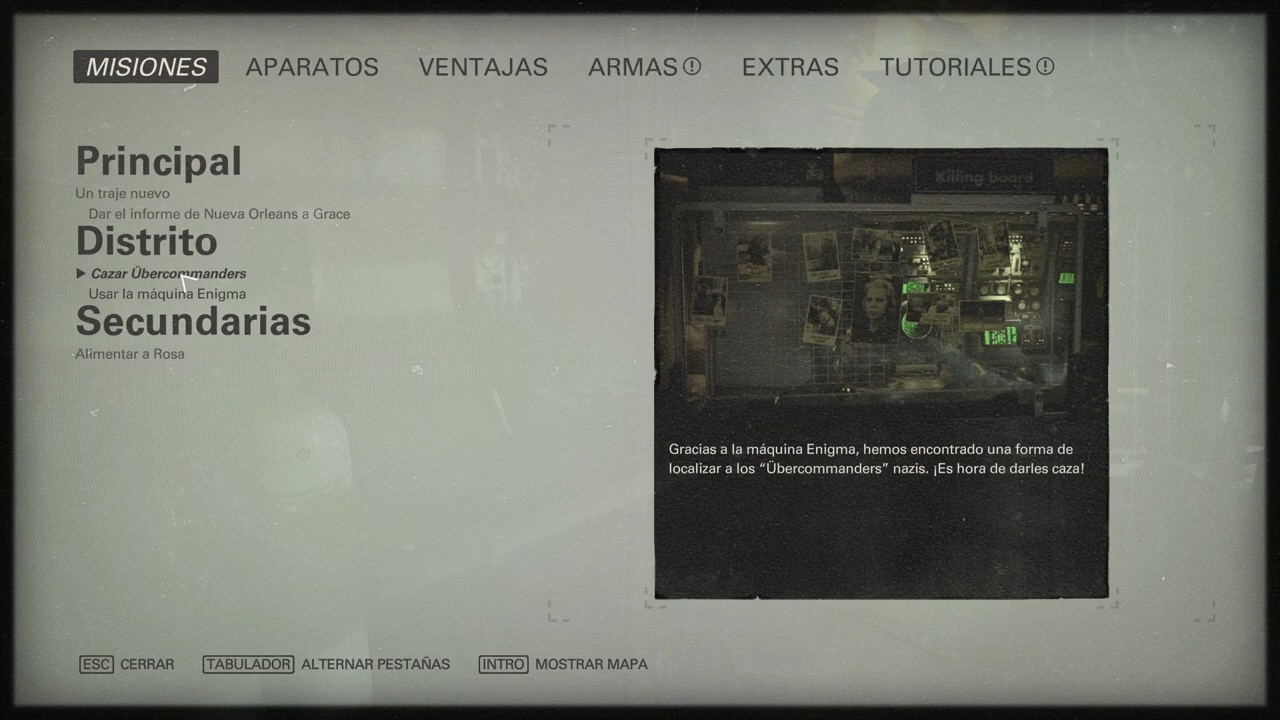 MISIONES APARATOS VENTAJAS ARMAS EXTRAS TUTORIALES
Principal
Un traje nuevo
Dar el informe de Nueva Orleans a Grace
Distrito
Cazar Übercommanders
Usar la máquina Enigma
Secundarias
Alimentar a Rosa
Killing board
Gracias a la máquina Enigma, hemos encontrado una forma de
localizar a los “Übercommanders” nazis. ¡Es hora de darles caza!
ESC CERRAR TABULADOR ALTERNAR PESTAÑAS INTRO MOSTRAR MAPA